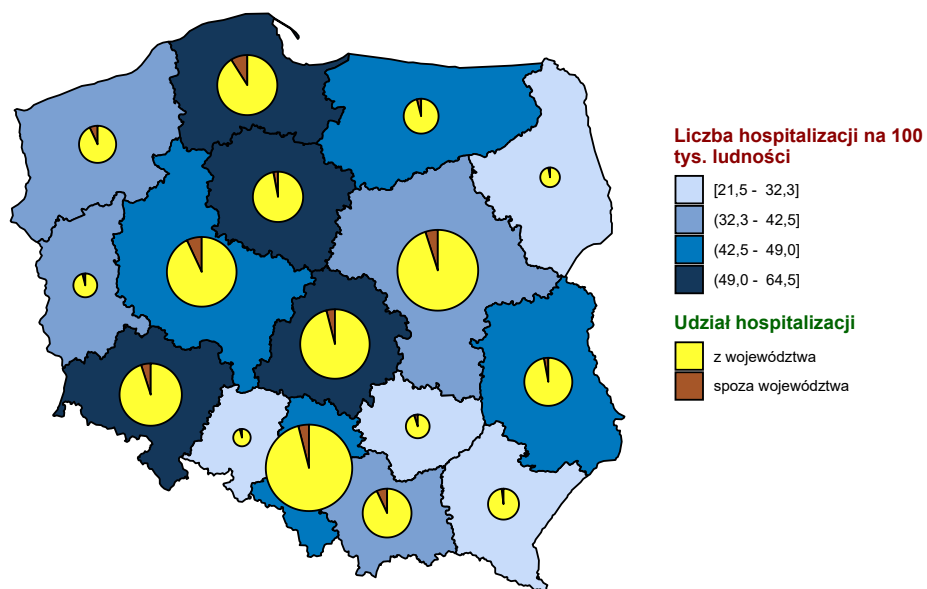 Liczba hospitalizacji na 100
tys. ludności
[21,5 - 32,3]
(32,3 - 42,5]
(42,5 - 49,0]
(49,0 - 64,5]
Udział hospitalizacji
z województwa
spoza województwa